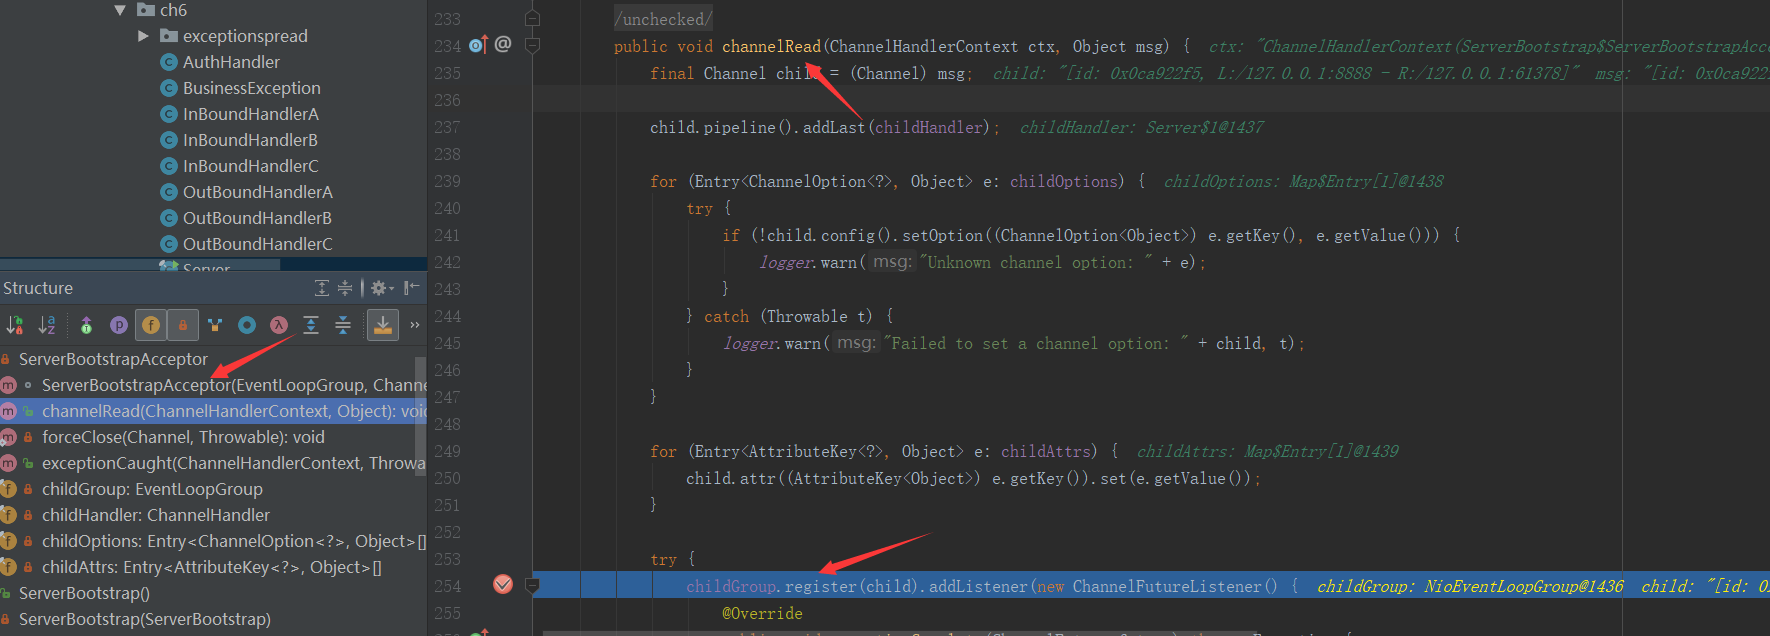 ch6
exceptionspread
AuthHandler
BusinessException
InBoundHandlerA
InBoundHandlerB
InBoundHandlerC
OutBoundHandlerA
OutBoundHandlerB
OutBoundHandlerC
Server
Structure
ServerBootstrapAcceptor
ServerBootstrapAcceptor(EventLoopGroup, Channe
channelRead(ChannelHandlerContext, Object): voi
forceClose(Channel, Throwable): void
exceptionCaught(ChannelHandlerContext, Throwa
childGroup: EventLoopGroup
childHandler: ChannelHandler
childOptions: Entry<ChannelOption<?>, Object>[]
childAttrs: Entry<AttributeKey<?>, Object>[]
ServerBootstrap()
ServerBootstrap(ServerBootstrap)
233 /unchecked/
234 @ public void channelRead(ChannelHandlerContext ctx, Object msg) { ctx: "ChannelHandlerContext(ServerBootstrap$ServerBootstrapAcc
235 final Channel child = (Channel) msg; child: "[id: 0x0ca922f5, L:/127.0.0.1:8888 - R:/127.0.0.1:61378]" msg: "[id: 0x0ca922
236
237 child.pipeline().addLast(childHandler); childHandler: Server$1@1437
238
239 for (Entry<ChannelOption<?>, Object> e: childOptions) { childOptions: Map$Entry[1]@1438
240 try {
241 if (!child.config().setOption((ChannelOption<Object>) e.getKey(), e.getValue())) {
242 logger.warn( msg: "Unknown channel option: " + e);
243 }
244 } catch (Throwable t) {
245 logger.warn( msg: "Failed to set a channel option: " + child, t);
246 }
247 }
248
249 for (Entry<AttributeKey<?>, Object> e: childAttrs) { childAttrs: Map$Entry[1]@1439
250 child.attr((AttributeKey<Object>) e.getKey()).set(e.getValue());
251 }
252
253 try {
254 childGroup.register(child).addListener(new ChannelFutureListener() { childGroup: NioEventLoopGroup@1436 child: "[id: 0
255 @Override